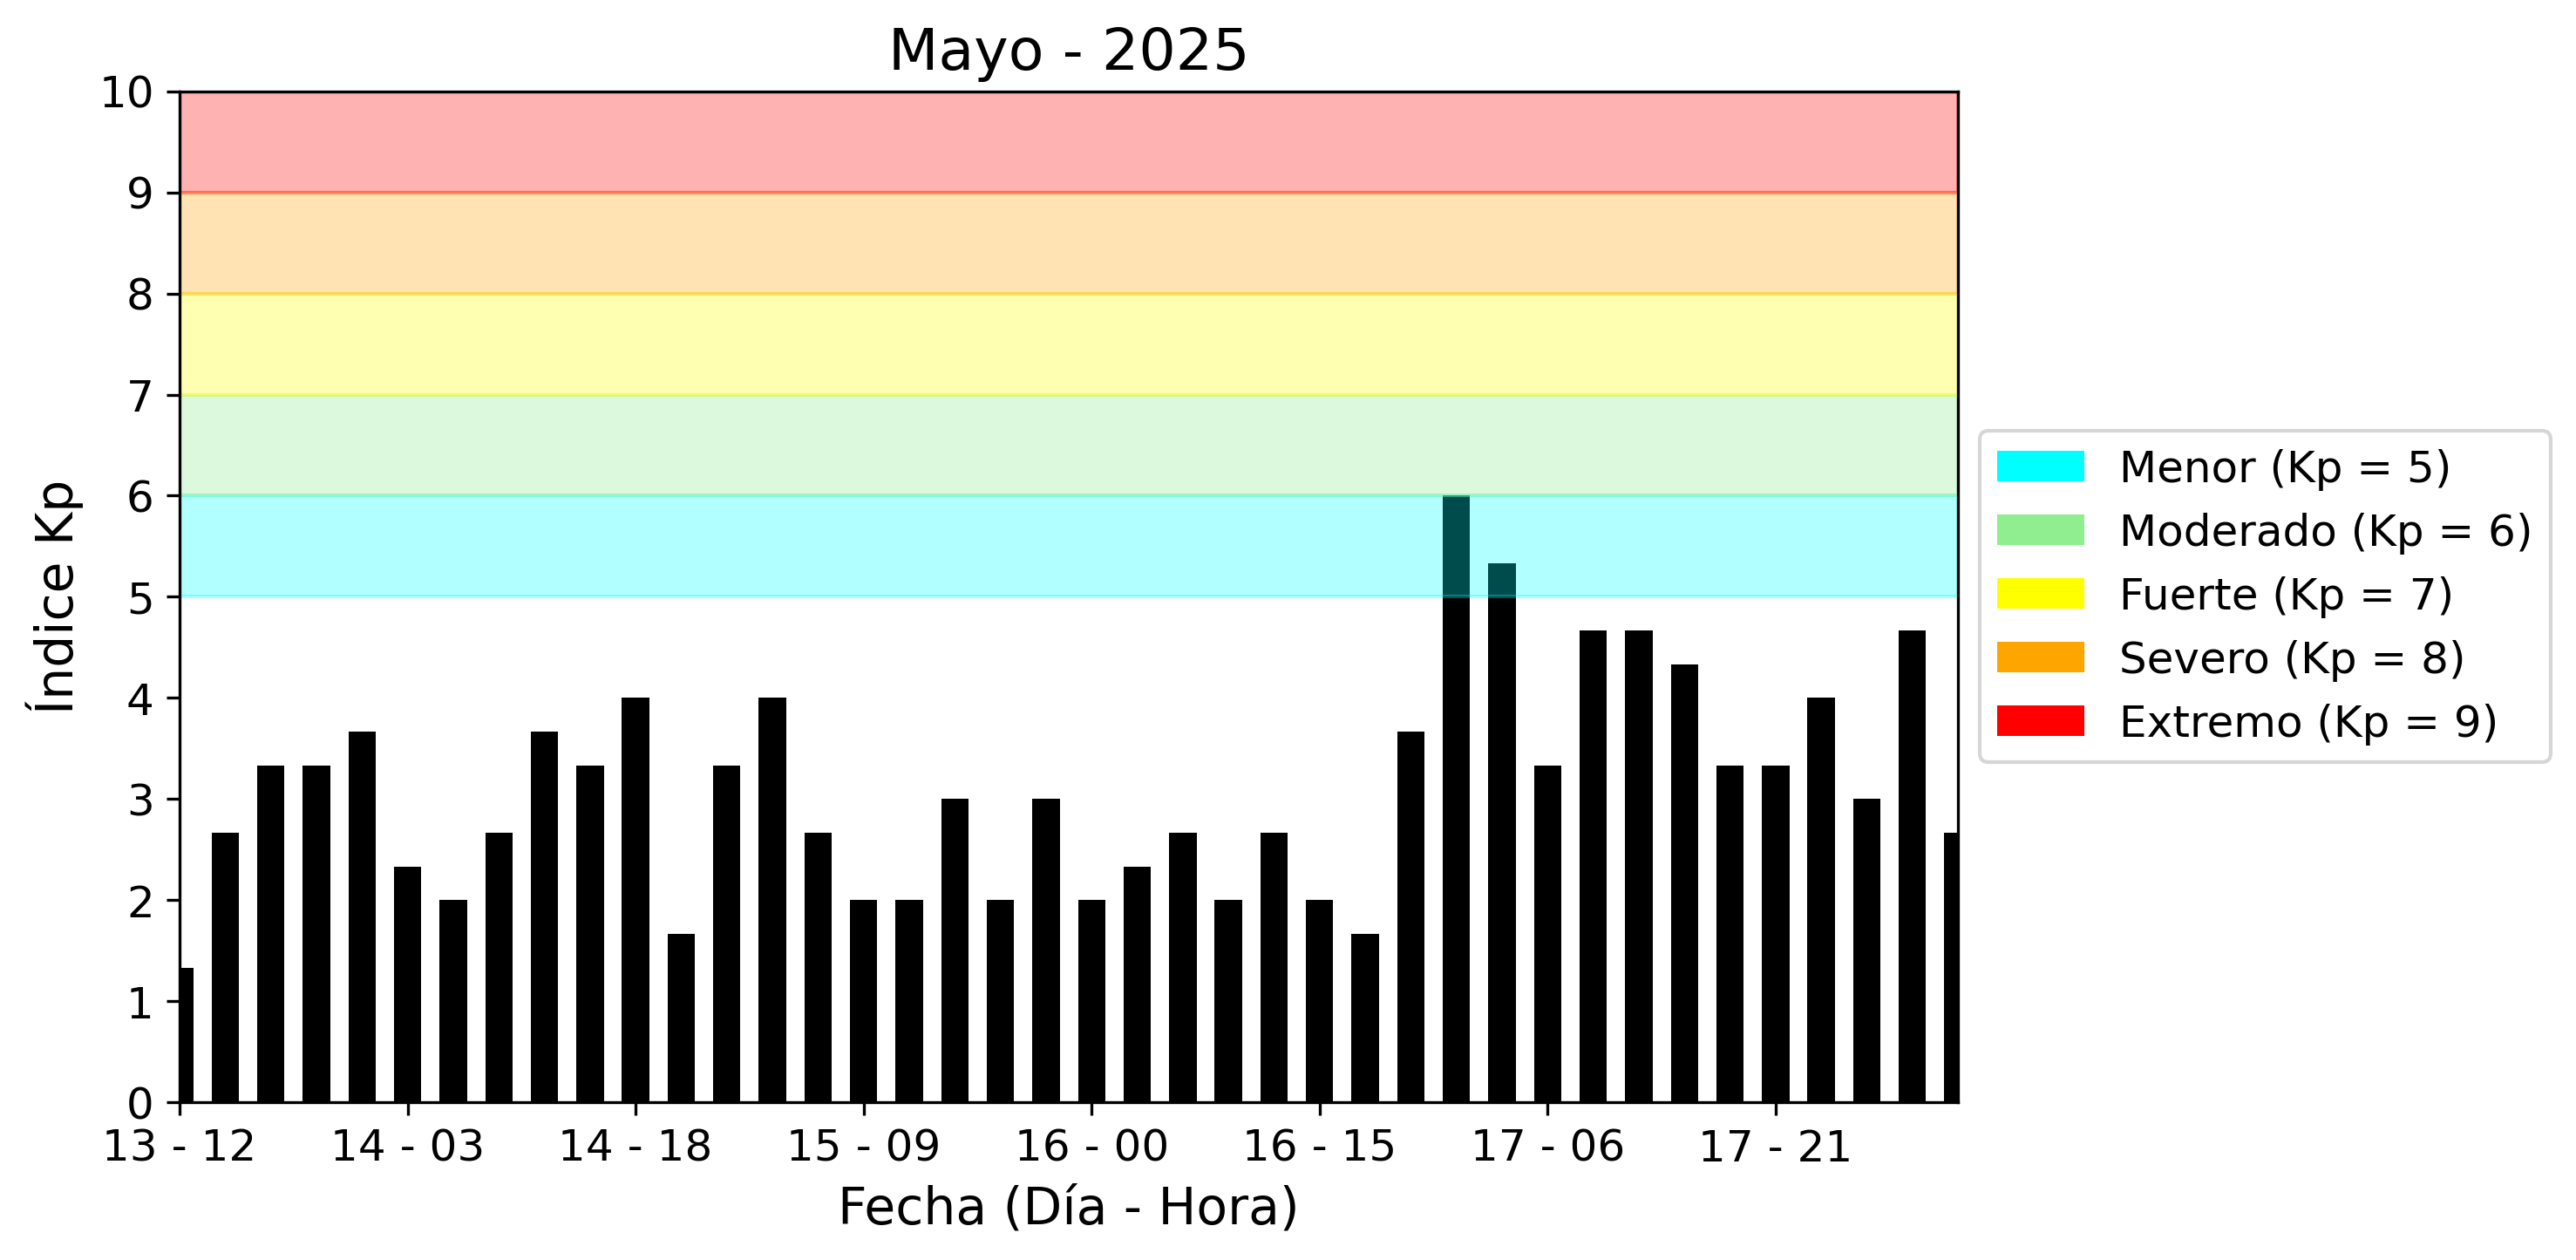 Mayo - 2025
10
9
8
7
6
5
4
3
2
1
0
Índice Kp
13 - 12
14 - 03
14 - 18
15 - 09
16 - 00
16 - 15
17 - 06
17 - 21
Fecha (Día - Hora)
Menor (Kp = 5)
Moderado (Kp = 6)
Fuerte (Kp = 7)
Severo (Kp = 8)
Extremo (Kp = 9)